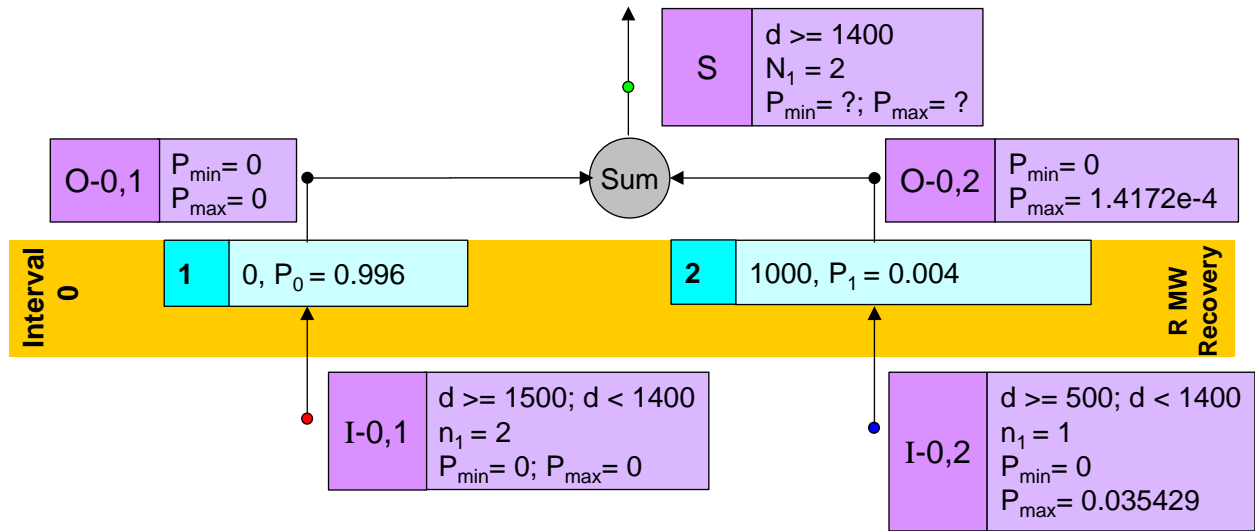 S
d >= 1400
N1 = 2
Pmin= ?; Pmax= ?
O-0,1
Pmin= 0
Pmax= 0
Sum
O-0,2
Pmin= 0
Pmax= 1.4172e-4
Interval
0
1
0, P0 = 0.996
2
1000, P1 = 0.004
R MW
Recovery
I-0,1
d >= 1500; d < 1400
n1 = 2
Pmin= 0; Pmax= 0
I-0,2
d >= 500; d < 1400
n1 = 1
Pmin= 0
Pmax= 0.035429